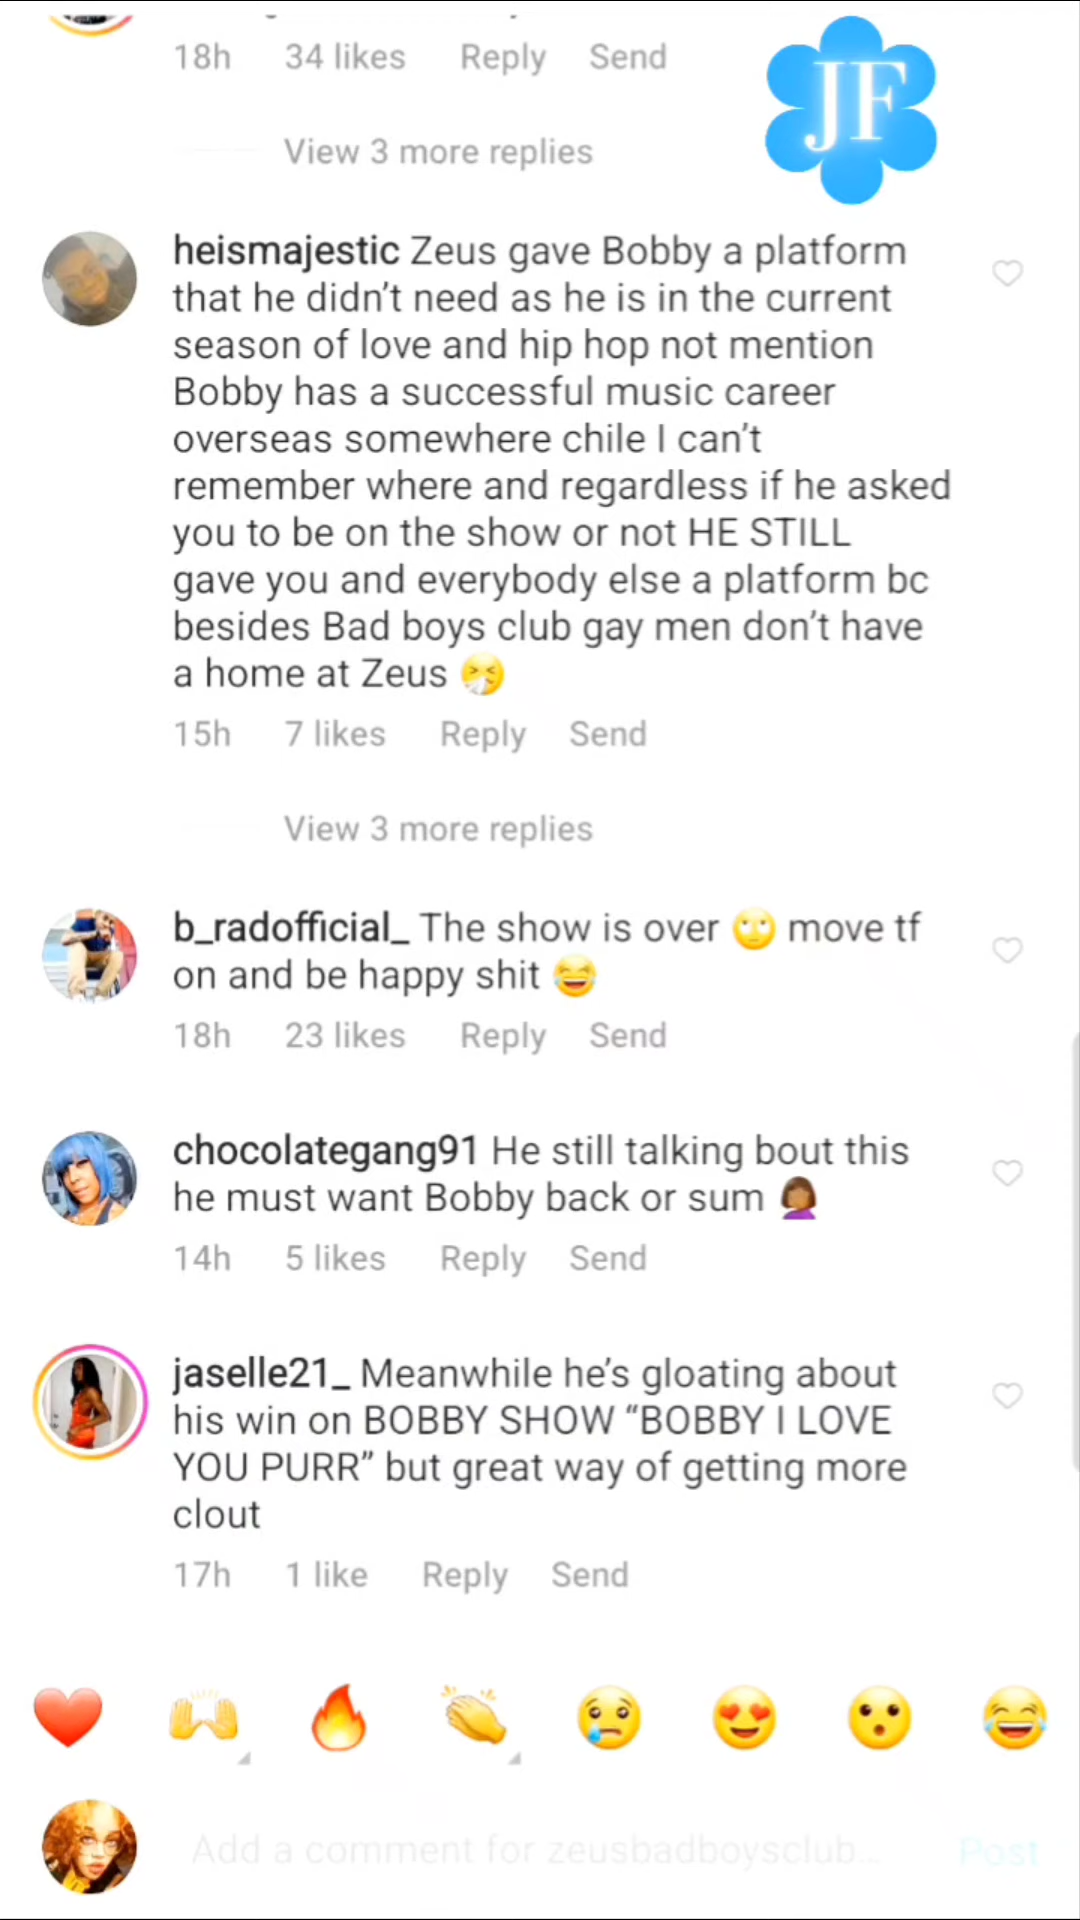 18h 34 likes Reply Send
JF
View 3 more replies
heismajestic Zeus gave Bobby a platform
that he didn’t need as he is in the current
season of love and hip hop not mention
Bobby has a successful music career
overseas somewhere chile I can’t
remember where and regardless if he asked
you to be on the show or not HE STILL
gave you and everybody else a platform bc
besides Bad boys club gay men don’t have
a home at Zeus 🤧
15h 7 likes Reply Send
View 3 more replies
b_radofficial_ The show is over 🙄 move tf
on and be happy shit 😂
18h 23 likes Reply Send
chocolategang91 He still talking bout this
he must want Bobby back or sum 🤦🏾‍♀️
14h 5 likes Reply Send
jaselle21_ Meanwhile he’s gloating about
his win on BOBBY SHOW “BOBBY I LOVE
YOU PURR” but great way of getting more
clout
17h 1 like Reply Send
Add a comment for zeusbadboysclub... Post